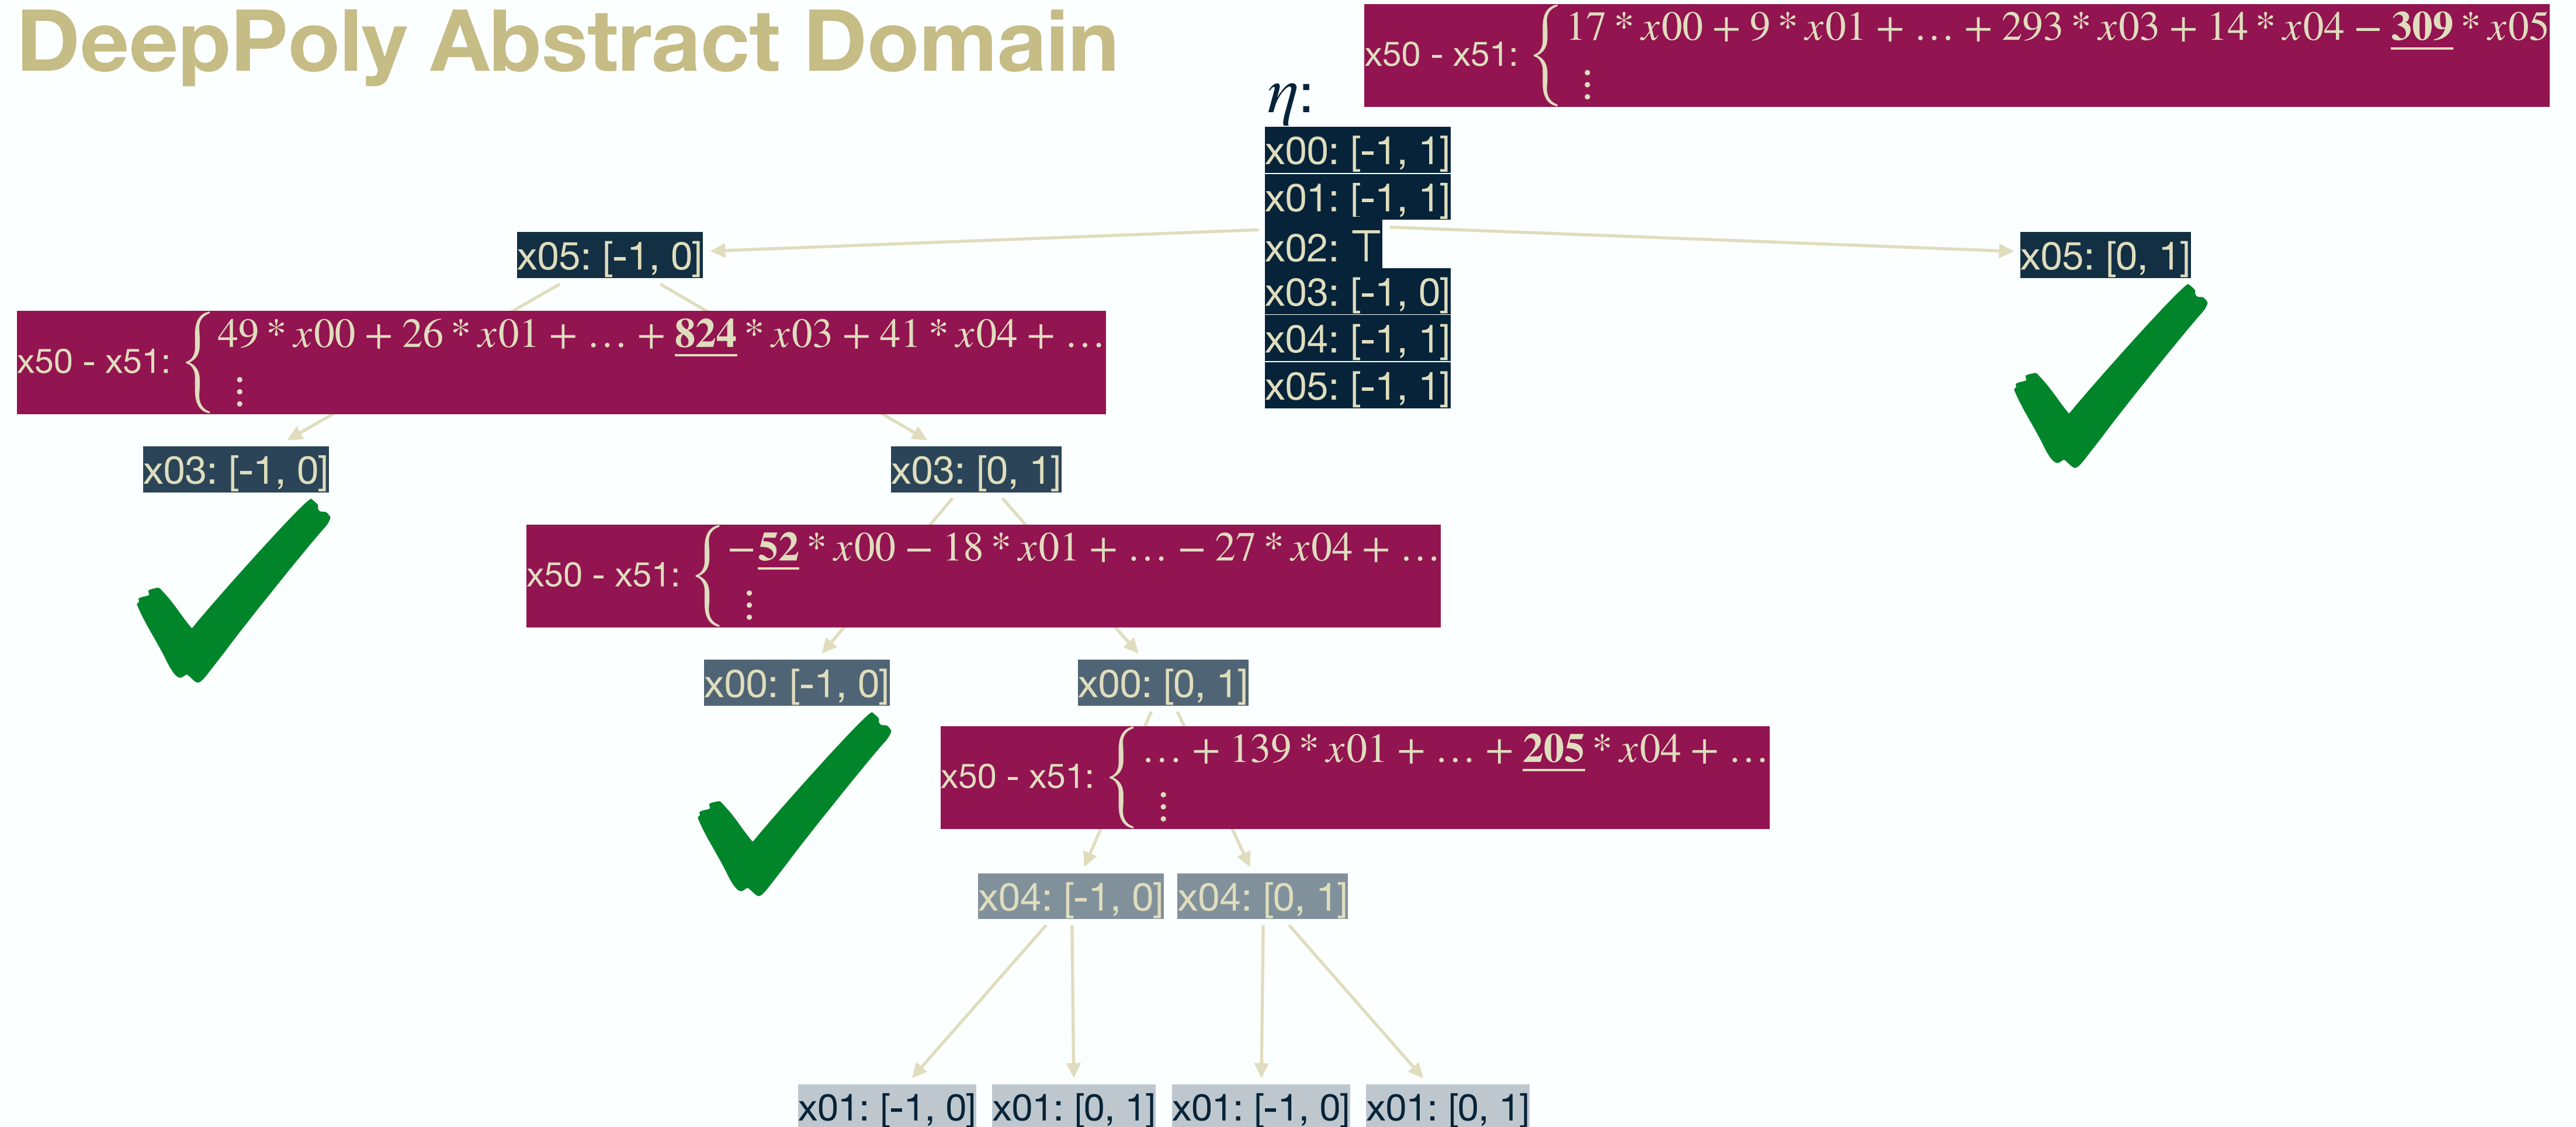 DeepPoly Abstract Domain
x50 - x51: { 17 * x00 + 9 * x01 + … + 293 * x03 + 14 * x04 − 309 * x05
⋮
η:
x00: [-1, 1]
x01: [-1, 1]
x02: ⊤
x03: [-1, 0]
x04: [-1, 1]
x05: [-1, 1]
x05: [-1, 0]
x05: [0, 1]
x50 - x51: { 49 * x00 + 26 * x01 + … + 824 * x03 + 41 * x04 + …
⋮
x03: [-1, 0]
x03: [0, 1]
x50 - x51: { −52 * x00 − 18 * x01 + … − 27 * x04 + …
⋮
x00: [-1, 0]
x00: [0, 1]
x50 - x51: { … + 139 * x01 + … + 205 * x04 + …
⋮
x04: [-1, 0]
x04: [0, 1]
x01: [-1, 0]
x01: [0, 1]
x01: [-1, 0]
x01: [0, 1]